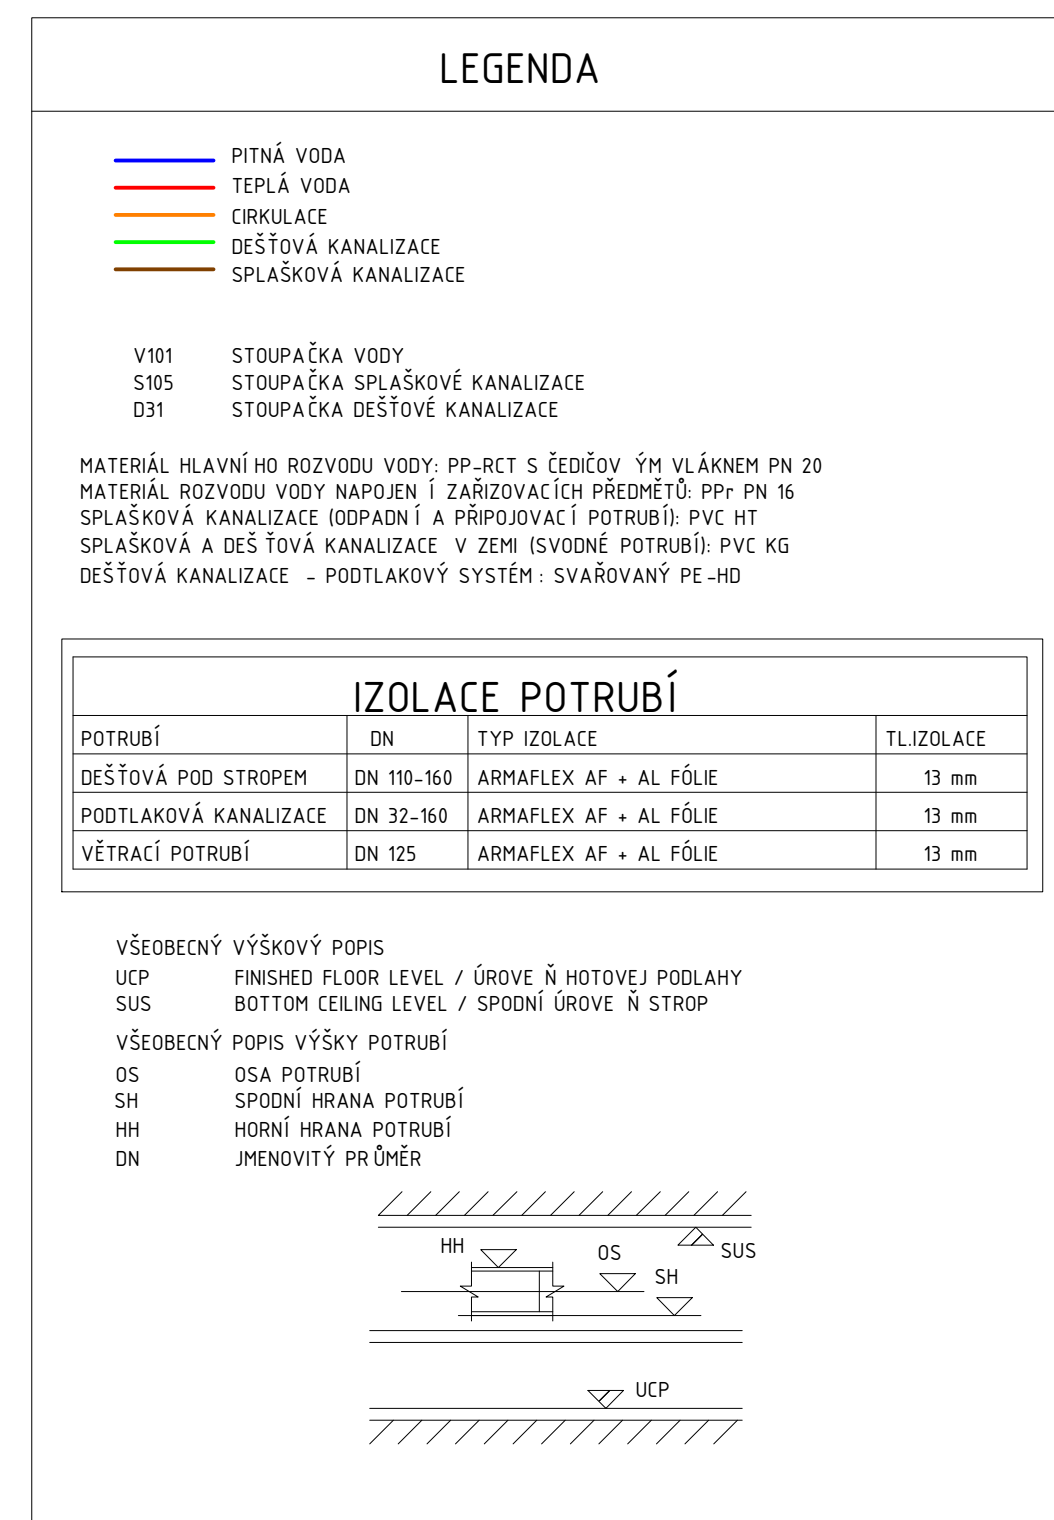 LEGENDA
PITNÁ VODA
TEPLÁ VODA
CIRKULACE
DEŠŤOVÁ KANALIZACE
SPLAŠKOVÁ KANALIZACE
V101 STOUPAČKA VODY
S105 STOUPAČKA SPLAŠKOVÉ KANALIZACE
D31 STOUPAČKA DEŠŤOVÉ KANALIZACE
MATERIÁL HLAVNÍHO ROZVODU VODY: PP-RCT S ČEDIČOVÝM VLÁKNEM PN 20
MATERIÁL ROZVODU VODY NAPOJENÍ ZAŘIZOVACÍCH PŘEDMĚTŮ: PPr PN 16
SPLAŠKOVÁ KANALIZACE (ODPADNÍ A PŘIPOJOVACÍ POTRUBÍ): PVC HT
SPLAŠKOVÁ A DEŠŤOVÁ KANALIZACE V ZEMI (SVODNÉ POTRUBÍ): PVC KG
DEŠŤOVÁ KANALIZACE - PODTLAKOVÝ SYSTÉM: SVAŘOVANÝ PE-HD
IZOLACE POTRUBÍ
POTRUBÍ DN TYP IZOLACE TL.IZOLACE
DEŠŤOVÁ POD STROPEM DN 110-160 ARMAFLEX AF + AL FÓLIE 13 mm
PODTLAKOVÁ KANALIZACE DN 32-160 ARMAFLEX AF + AL FÓLIE 13 mm
VĚTRACÍ POTRUBÍ DN 125 ARMAFLEX AF + AL FÓLIE 13 mm
VŠEOBECNÝ VÝŠKOVÝ POPIS
UCP FINISHED FLOOR LEVEL / ÚROVEŇ HOTOVEJ PODLAHY
SUS BOTTOM CEILING LEVEL / SPODNÍ ÚROVEŇ STROP
VŠEOBECNÝ POPIS VÝŠKY POTRUBÍ
OS OSA POTRUBÍ
SH SPODNÍ HRANA POTRUBÍ
HH HORNÍ HRANA POTRUBÍ
DN JMENOVITÝ PRŮMĚR
HH OS SUS
SH
UCP